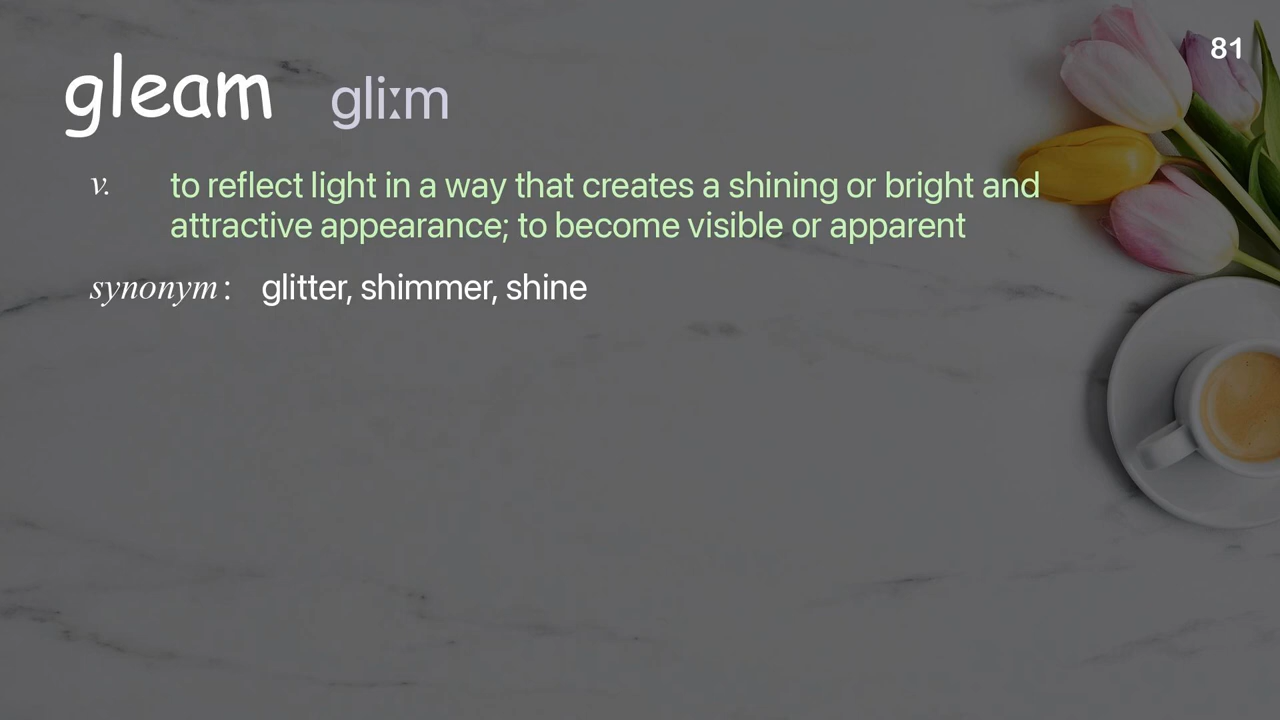 81
gleam gliːm
v. to reflect light in a way that creates a shining or bright and
attractive appearance; to become visible or apparent
synonym: glitter, shimmer, shine